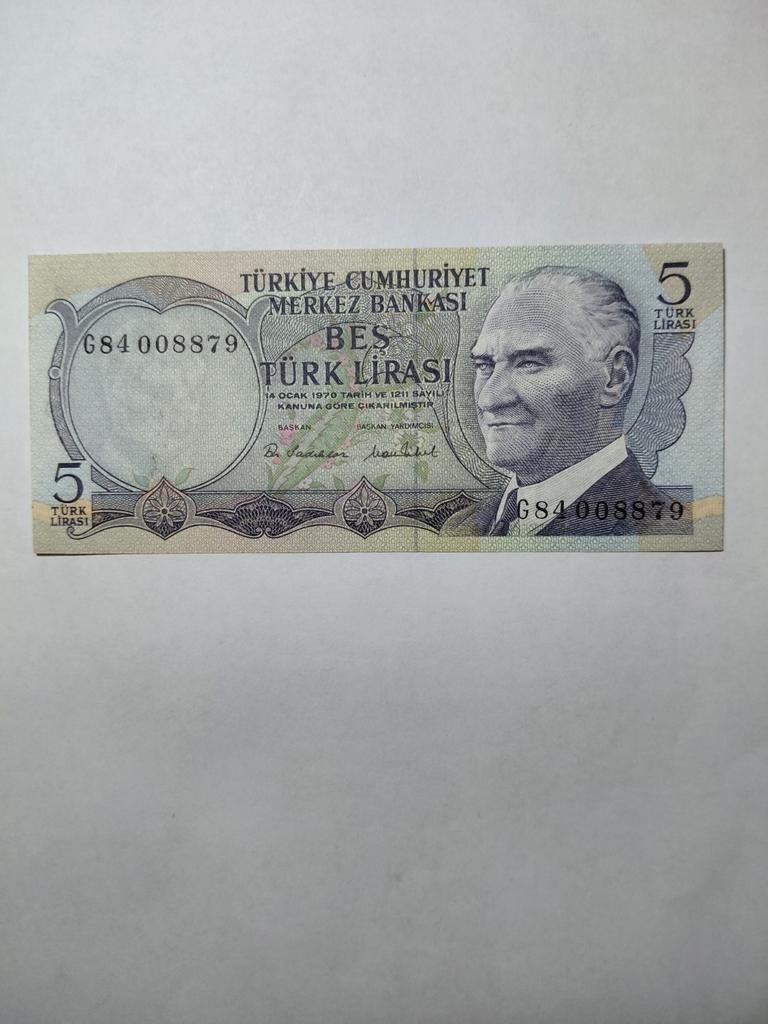 TÜRKİYE CUMHURİYET
MERKEZ BANKASI
5
TÜRK
LİRASI
G84 008879
BEŞ
TÜRK LİRASI
14 OCAK 1970 TARİH VE 1211 SAYILI
KANUNA GÖRE ÇIKARILMIŞTIR
BAŞKAN BAŞKAN YARDIMCISI
5
TÜRK
LİRASI
G84 008879